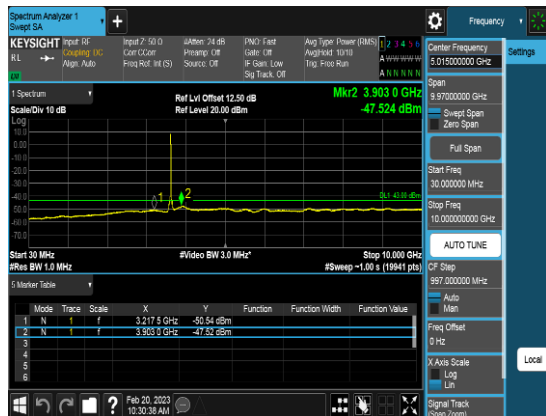 Spectrum Analyzer 1
Swept SA
Frequency
KEYSIGHT
Input: RF
Coupling: DC
Align: Auto
Input Z: 50 Ω
Corr CCorr
Freq Ref: Int (S)
#Atten: 24 dB
Preamp: Off
Source: Off
PNO: Fast
Gate: Off
IF Gain: Low
Sig Track: Off
Avg Type: Power (RMS)
Avg|Hold: 10/10
Trig: Free Run
1 2 3 4 5 6
A W W W W W
A N N N N N
RL
LV
1 Spectrum
Scale/Div 10 dB
Ref Lvl Offset 12.50 dB
Ref Level 20.00 dBm
Mkr2 3.903 0 GHz
-47.524 dBm
Log
10.0
0.00
-10.0
-20.0
-30.0
-40.0
-50.0
-60.0
-70.0
1
2
DL1 -43.00 dBm
Start 30 MHz
#Res BW 1.0 MHz
#Video BW 3.0 MHz*
Stop 10.000 GHz
#Sweep ~1.00 s (19941 pts)
5 Marker Table
Mode Trace Scale X Y Function Function Width Function Value
1 N 1 f 3.217 5 GHz -50.54 dBm
2 N 1 f 3.903 0 GHz -47.52 dBm
3
4
5
6
Feb 20, 2023
10:30:38 AM
Center Frequency
5.015000000 GHz
Settings
Span
9.97000000 GHz
Swept Span
Zero Span
Full Span
Start Freq
30.000000 MHz
Stop Freq
10.000000000 GHz
AUTO TUNE
CF Step
997.000000 MHz
Auto
Man
Freq Offset
0 Hz
X Axis Scale
Log
Lin
Local
Signal Track
(Span Zoom)